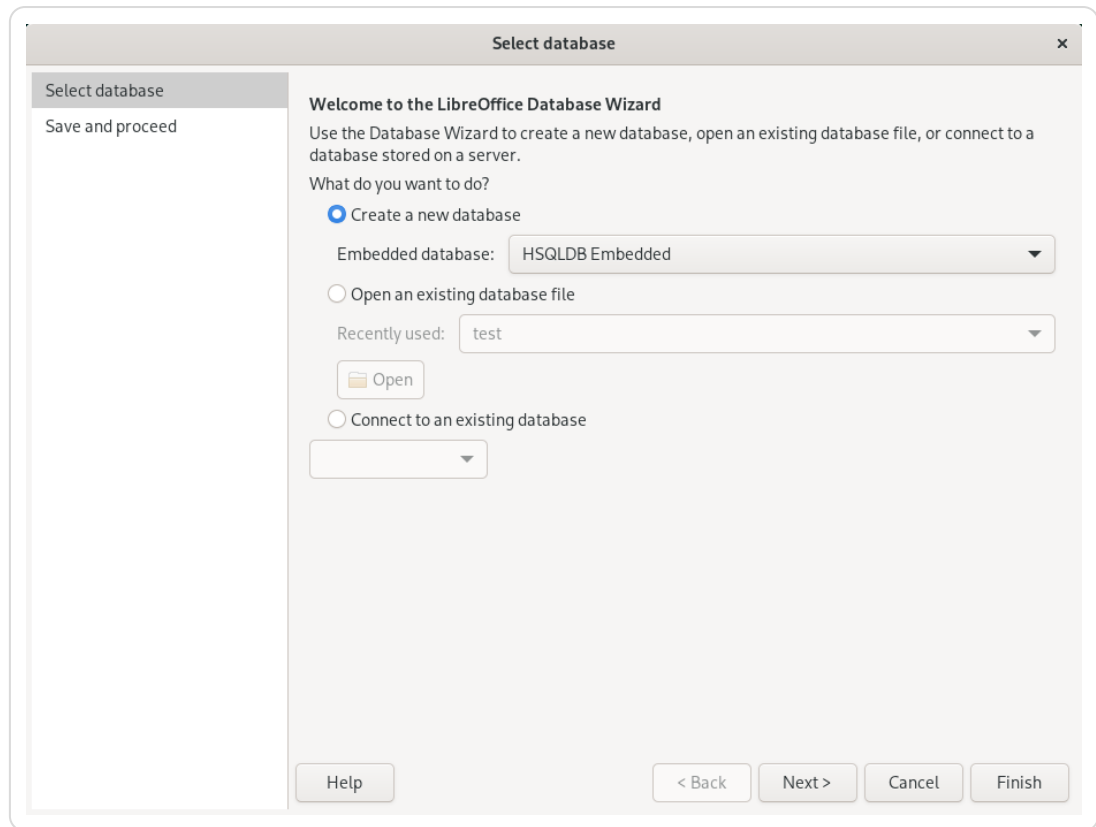 Select database
Select database
Save and proceed
Welcome to the LibreOffice Database Wizard
Use the Database Wizard to create a new database, open an existing database file, or connect to a
database stored on a server.
What do you want to do?
Create a new database
Embedded database: HSQLDB Embedded
Open an existing database file
Recently used: test
Open
Connect to an existing database
Help < Back Next > Cancel Finish